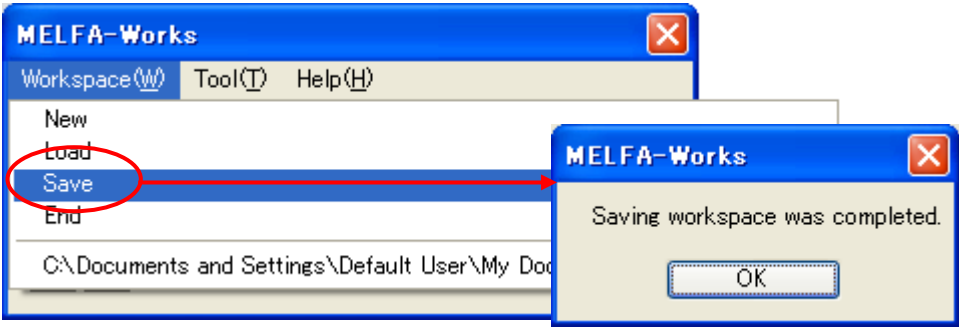 MELFA-Works
Workspace(W) Tool(T) Help(H)
New
Load
Save
End
C:\Documents and Settings\Default User\My Doc
MELFA-Works
Saving workspace was completed.
OK